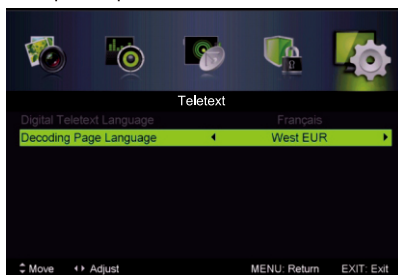 Teletext
Digital Teletext Language Français
Decoding Page Language West EUR
Move Adjust MENU: Return EXIT: Exit